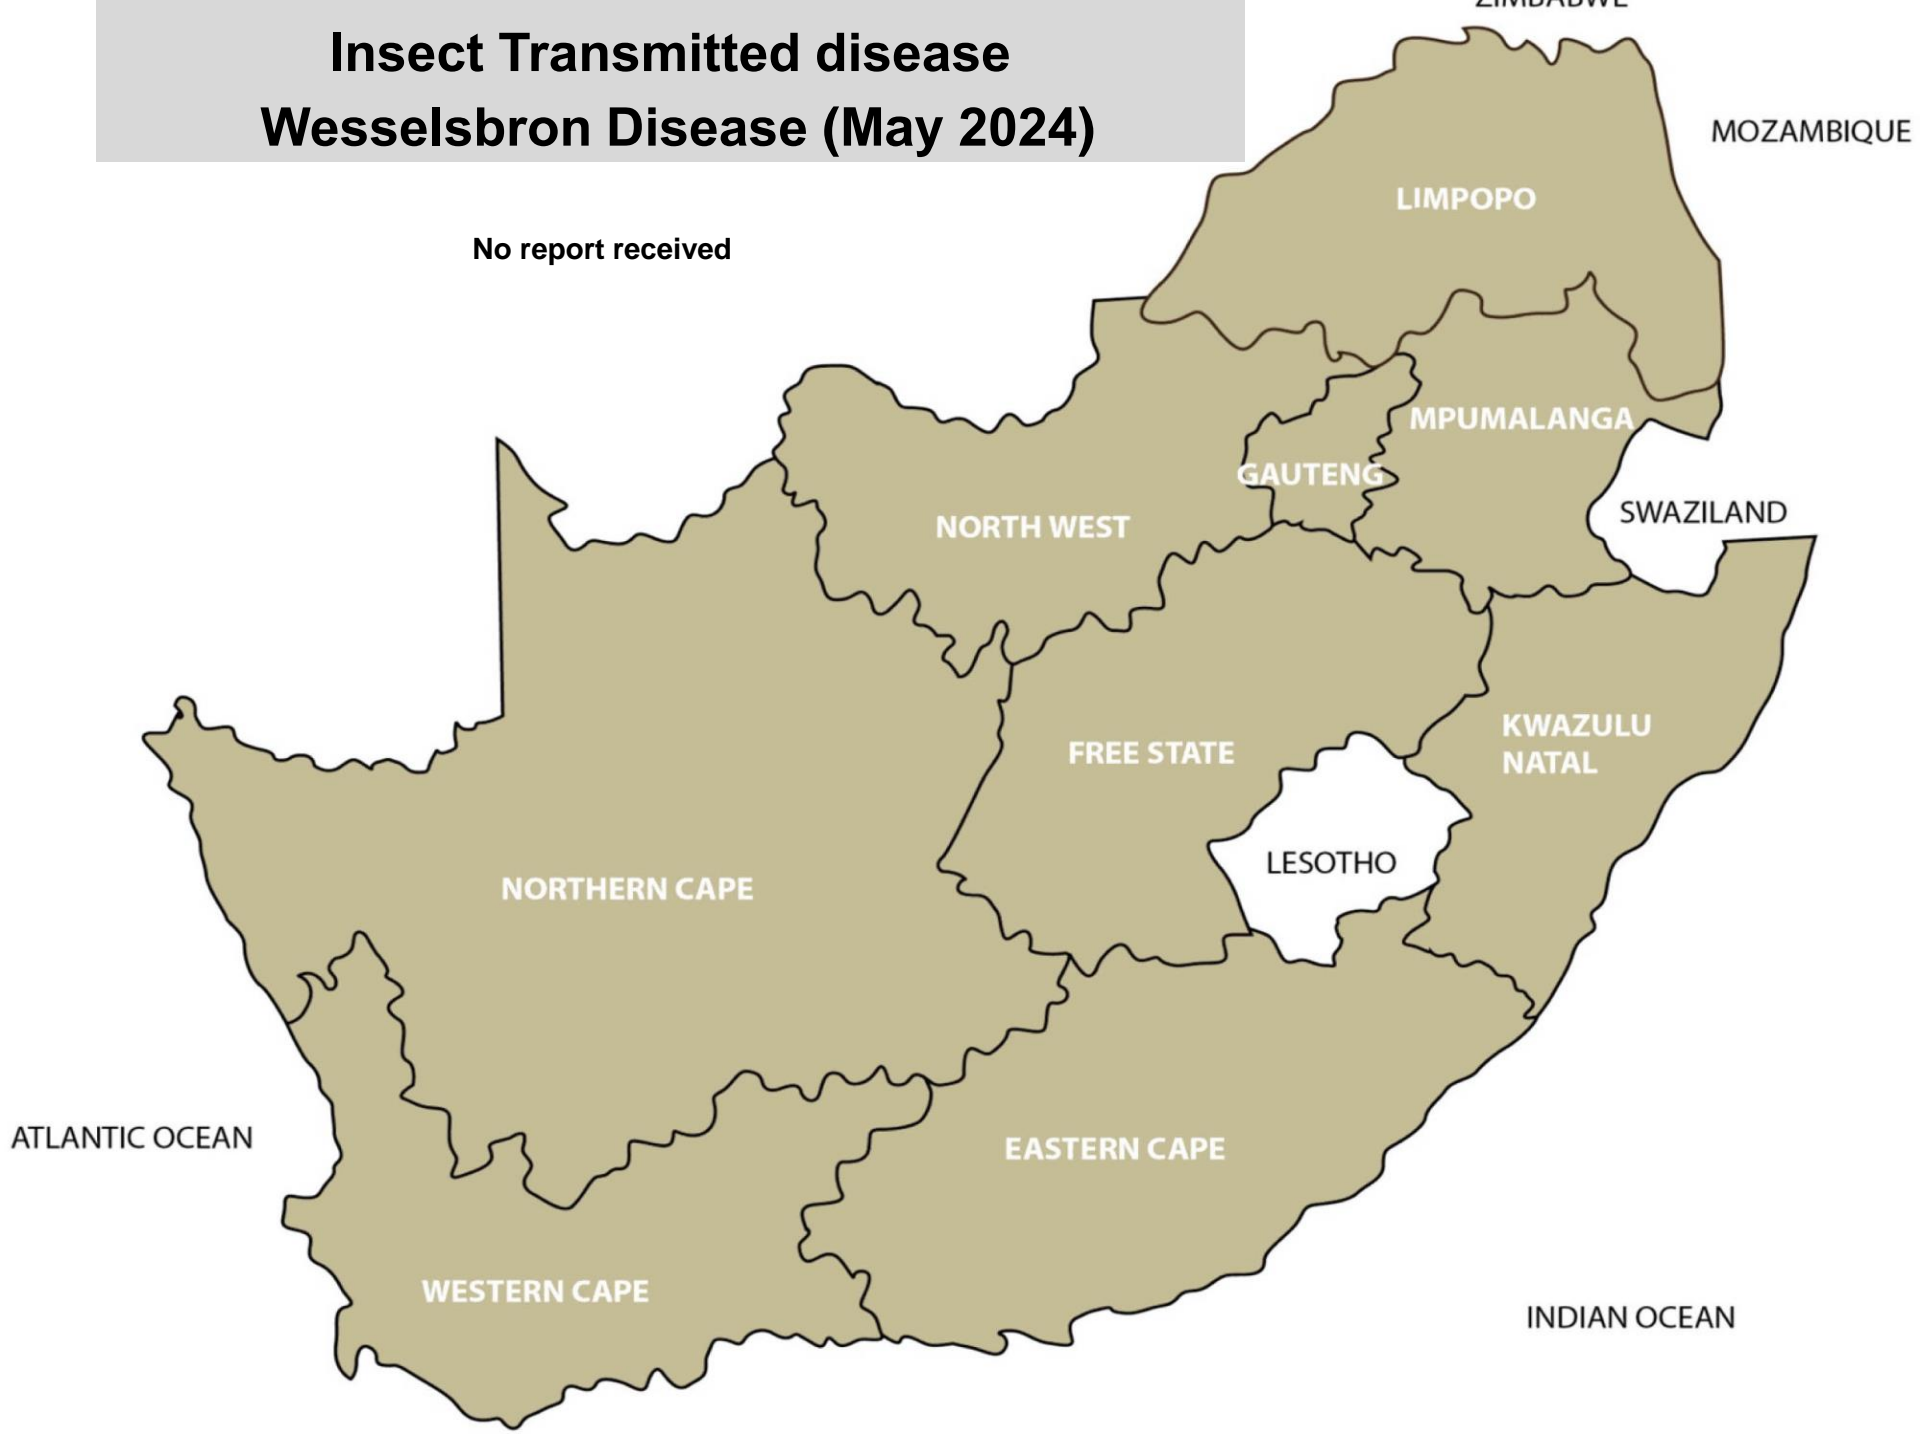 ZIMBABWE
Insect Transmitted disease
Wesselsbron Disease (May 2024)
MOZAMBIQUE
LIMPOPO
No report received
MPUMALANGA
GAUTENG
SWAZILAND
NORTH WEST
KWAZULU
NATAL
FREE STATE
LESOTHO
NORTHERN CAPE
ATLANTIC OCEAN
EASTERN CAPE
WESTERN CAPE
INDIAN OCEAN